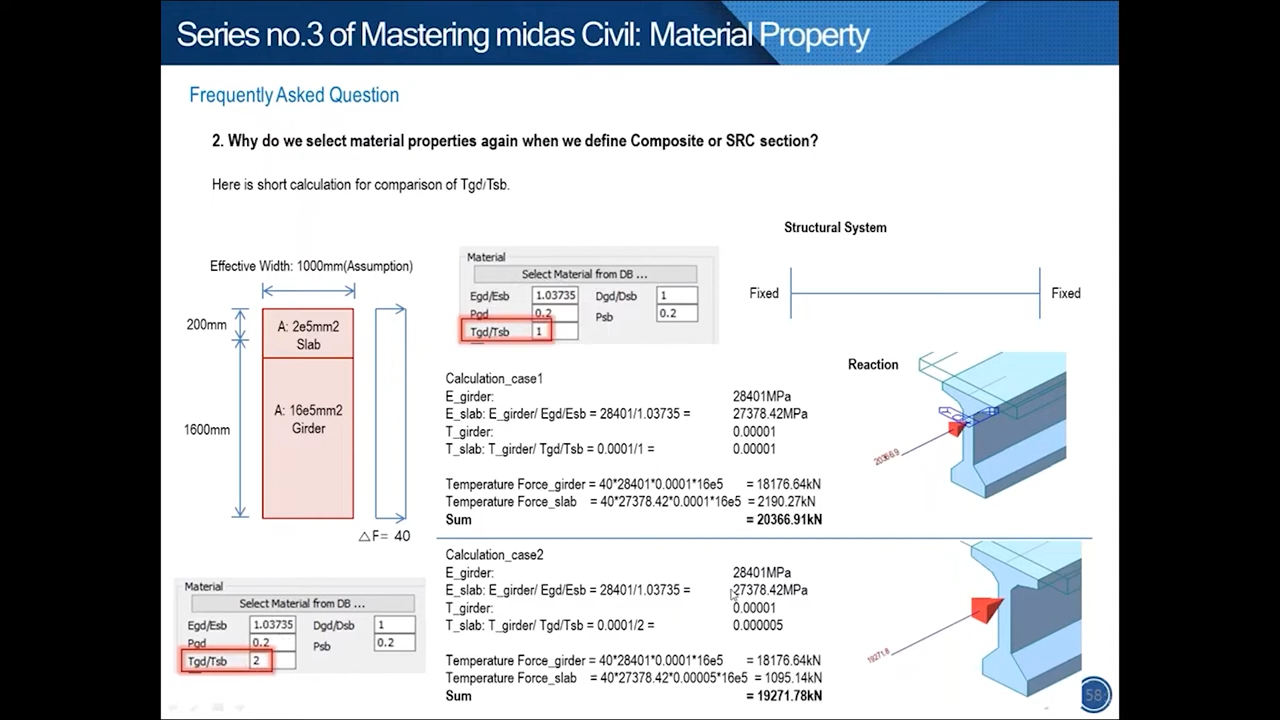 Series no.3 of Mastering midas Civil: Material Property
Frequently Asked Question
2. Why do we select material properties again when we define Composite or SRC section?
Here is short calculation for comparison of Tgd/Tsb.
Structural System
Effective Width: 1000mm(Assumption)
200mm
A: 2e5mm2
Slab
A: 16e5mm2
Girder
1600mm
△F= 40
Material
Select Material from DB ...
Egd/Esb 1.03735 Dgd/Dsb 1
Pgd 0.2 Psb 0.2
Tgd/Tsb 1
Fixed
Fixed
Reaction
20366.9
Calculation_case1
E_girder: 28401MPa
E_slab: E_girder/ Egd/Esb = 28401/1.03735 = 27378.42MPa
T_girder: 0.00001
T_slab: T_girder/ Tgd/Tsb = 0.0001/1 = 0.00001
Temperature Force_girder = 40*28401*0.0001*16e5 = 18176.64kN
Temperature Force_slab = 40*27378.42*0.0001*16e5 = 2190.27kN
Sum = 20366.91kN
Calculation_case2
E_girder: 28401MPa
E_slab: E_girder/ Egd/Esb = 28401/1.03735 = 27378.42MPa
T_girder: 0.00001
T_slab: T_girder/ Tgd/Tsb = 0.0001/2 = 0.000005
Temperature Force_girder = 40*28401*0.0001*16e5 = 18176.64kN
Temperature Force_slab = 40*27378.42*0.00005*16e5 = 1095.14kN
Sum = 19271.78kN
19271.8
Material
Select Material from DB ...
Egd/Esb 1.03735 Dgd/Dsb 1
Pgd 0.2 Psb 0.2
Tgd/Tsb 2
58